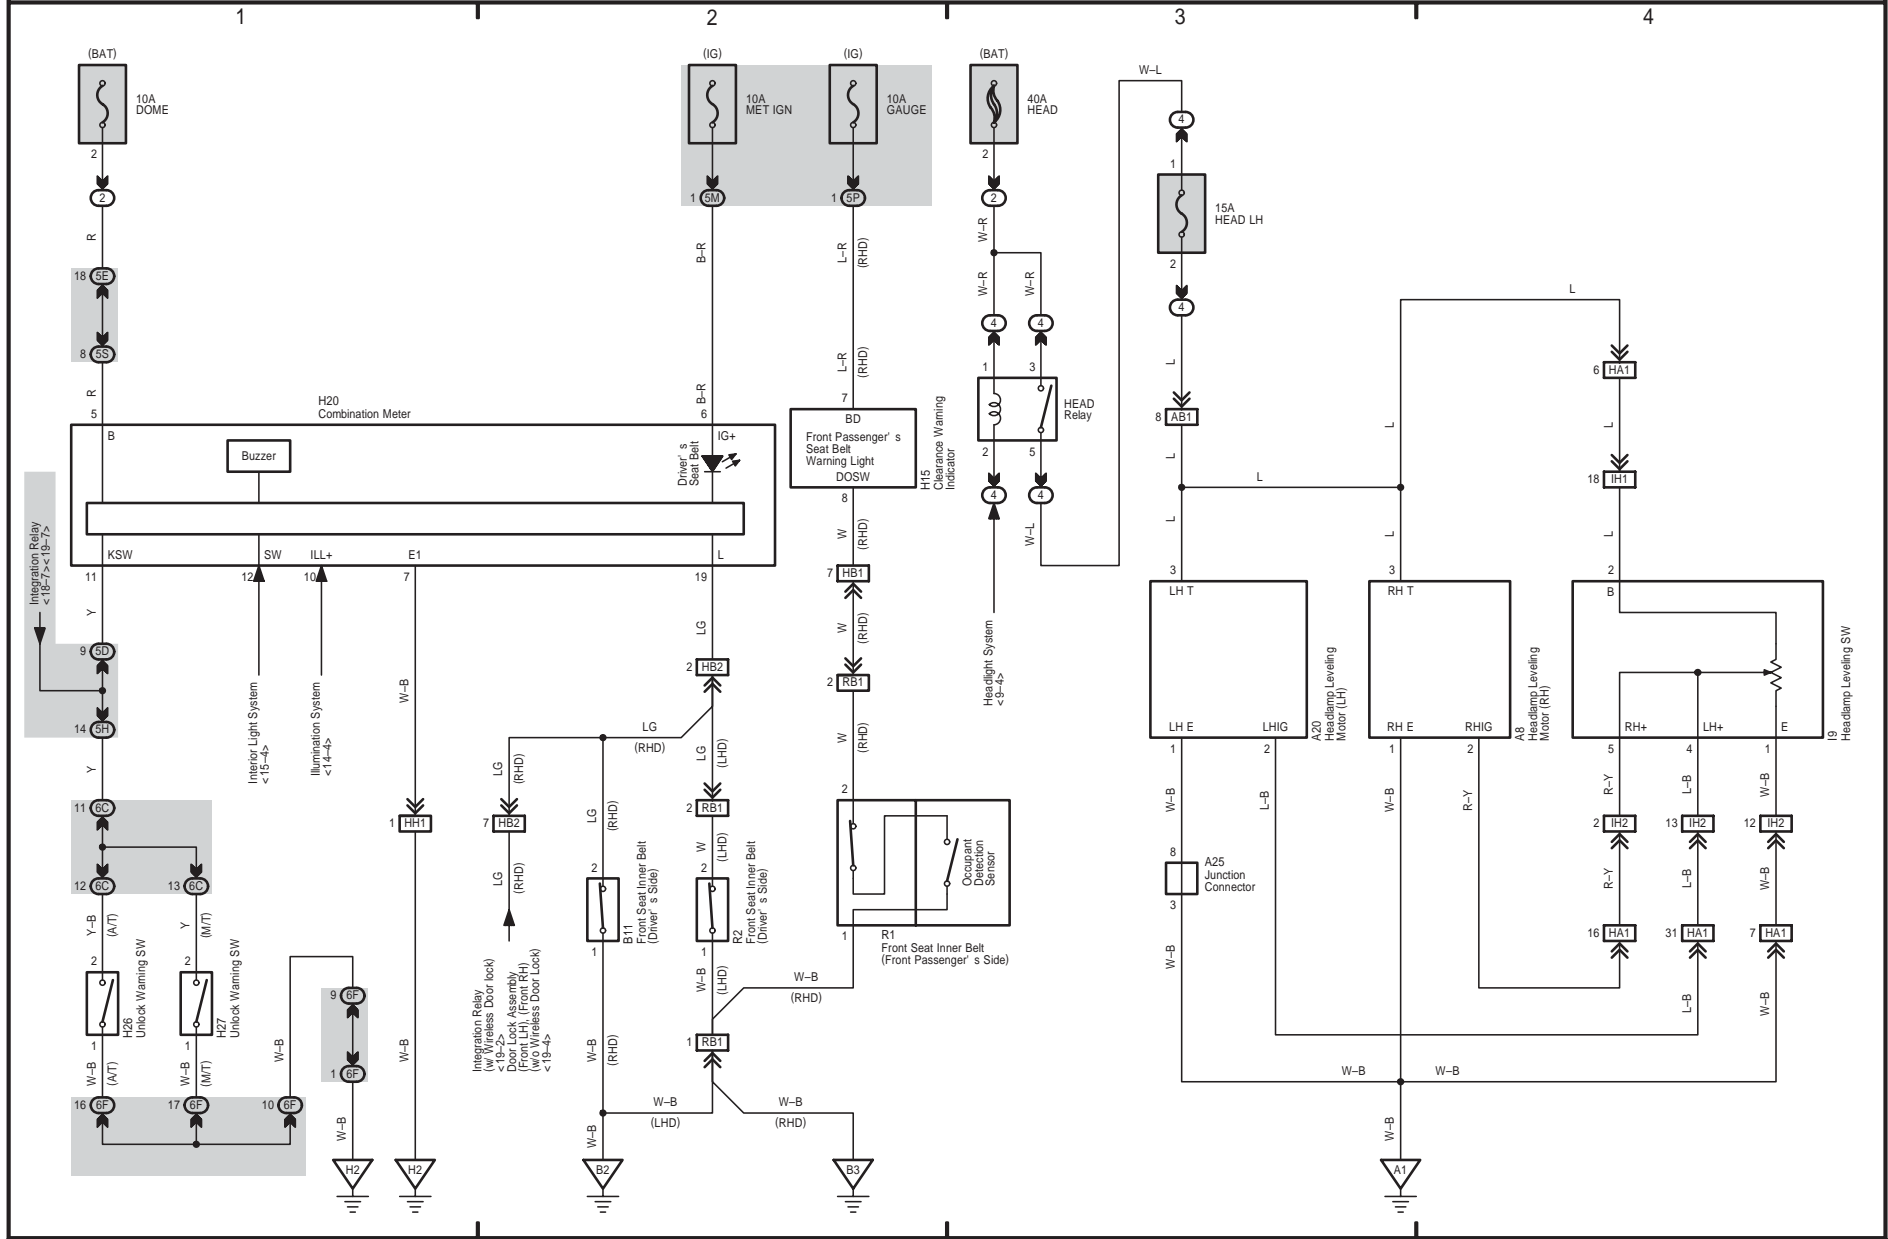 1
2
3
4
(BAT)
10A
DOME
2
2
R
18 5E
8 5S
R
5
(IG)
10A
MET IGN
1 5M
B–R
B–R
6
(IG)
10A
GAUGE
1 5P
L–R
(RHD)
L–R
(RHD)
7
(BAT)
40A
HEAD
2
2
W–R
W–R
W–R
4
4
1
3
HEAD
Relay
2
5
4
4
W–L
Headlight System
<9–4>
W–L
4
1
15A
HEAD LH
2
4
L
8 AB1
L
L
L
3
L
L
L
3
L
6 HA1
L
18 IH1
L
2
H20
Combination Meter
B
Buzzer
IG+
Driver's
Seat Belt
KSW
SW
ILL+
E1
L
11
12
10
7
19
BD
Front Passenger's
Seat Belt
Warning Light
DOSW
H15
Clearance Warning
Indicator
8
W
(RHD)
7 HB1
W
(RHD)
2 RB1
W
(RHD)
2
Integration Relay
<18–7><19–7>
Y
9 5D
14 5H
Y
11 6C
12 6C
13 6C
Y–B
(A/T)
Y
(M/T)
2
2
H26
Unlock Warning SW
H27
Unlock Warning SW
1
1
W–B
(A/T)
W–B
(M/T)
W–B
16 6F
17 6F
10 6F
9 6F
1 6F
W–B
H2
Interior Light System
<15–4>
Illumination System
<14–4>
W–B
1 HH1
W–B
H2
LG
2 HB2
LG
(RHD)
LG
(LHD)
LG
(RHD)
7 HB2
LG
(RHD)
Integration Relay
(w/ Wireless Door lock)
<19–2>
Door Lock Assembly
(Front LH), (Front RH)
(w/o Wireless Door Lock)
<19–4>
LG
(RHD)
2
B11
Front Seat Inner Belt
(Driver's Side)
1
W–B
(RHD)
W–B
B2
2 RB1
W
(LHD)
2
R2
Front Seat Inner Belt
(Driver's Side)
1
W–B
(LHD)
1 RB1
W–B
(LHD)
W–B
(RHD)
W–B
(RHD)
B3
Occupant
Detection
Sensor
1
R1
Front Seat Inner Belt
(Front Passenger's Side)
LH T
LH E
LHIG
A20
Headlamp Leveling
Motor (LH)
1
2
W–B
L–B
8
A25
Junction
Connector
3
W–B
RH T
RH E
RHIG
A8
Headlamp Leveling
Motor (RH)
1
2
W–B
R–Y
B
RH+
LH+
E
I9
Headlamp Leveling SW
5
4
1
R–Y
L–B
W–B
2 IH2
13 IH2
12 IH2
R–Y
L–B
W–B
16 HA1
31 HA1
7 HA1
L–B
W–B
W–B
W–B
W–B
A1